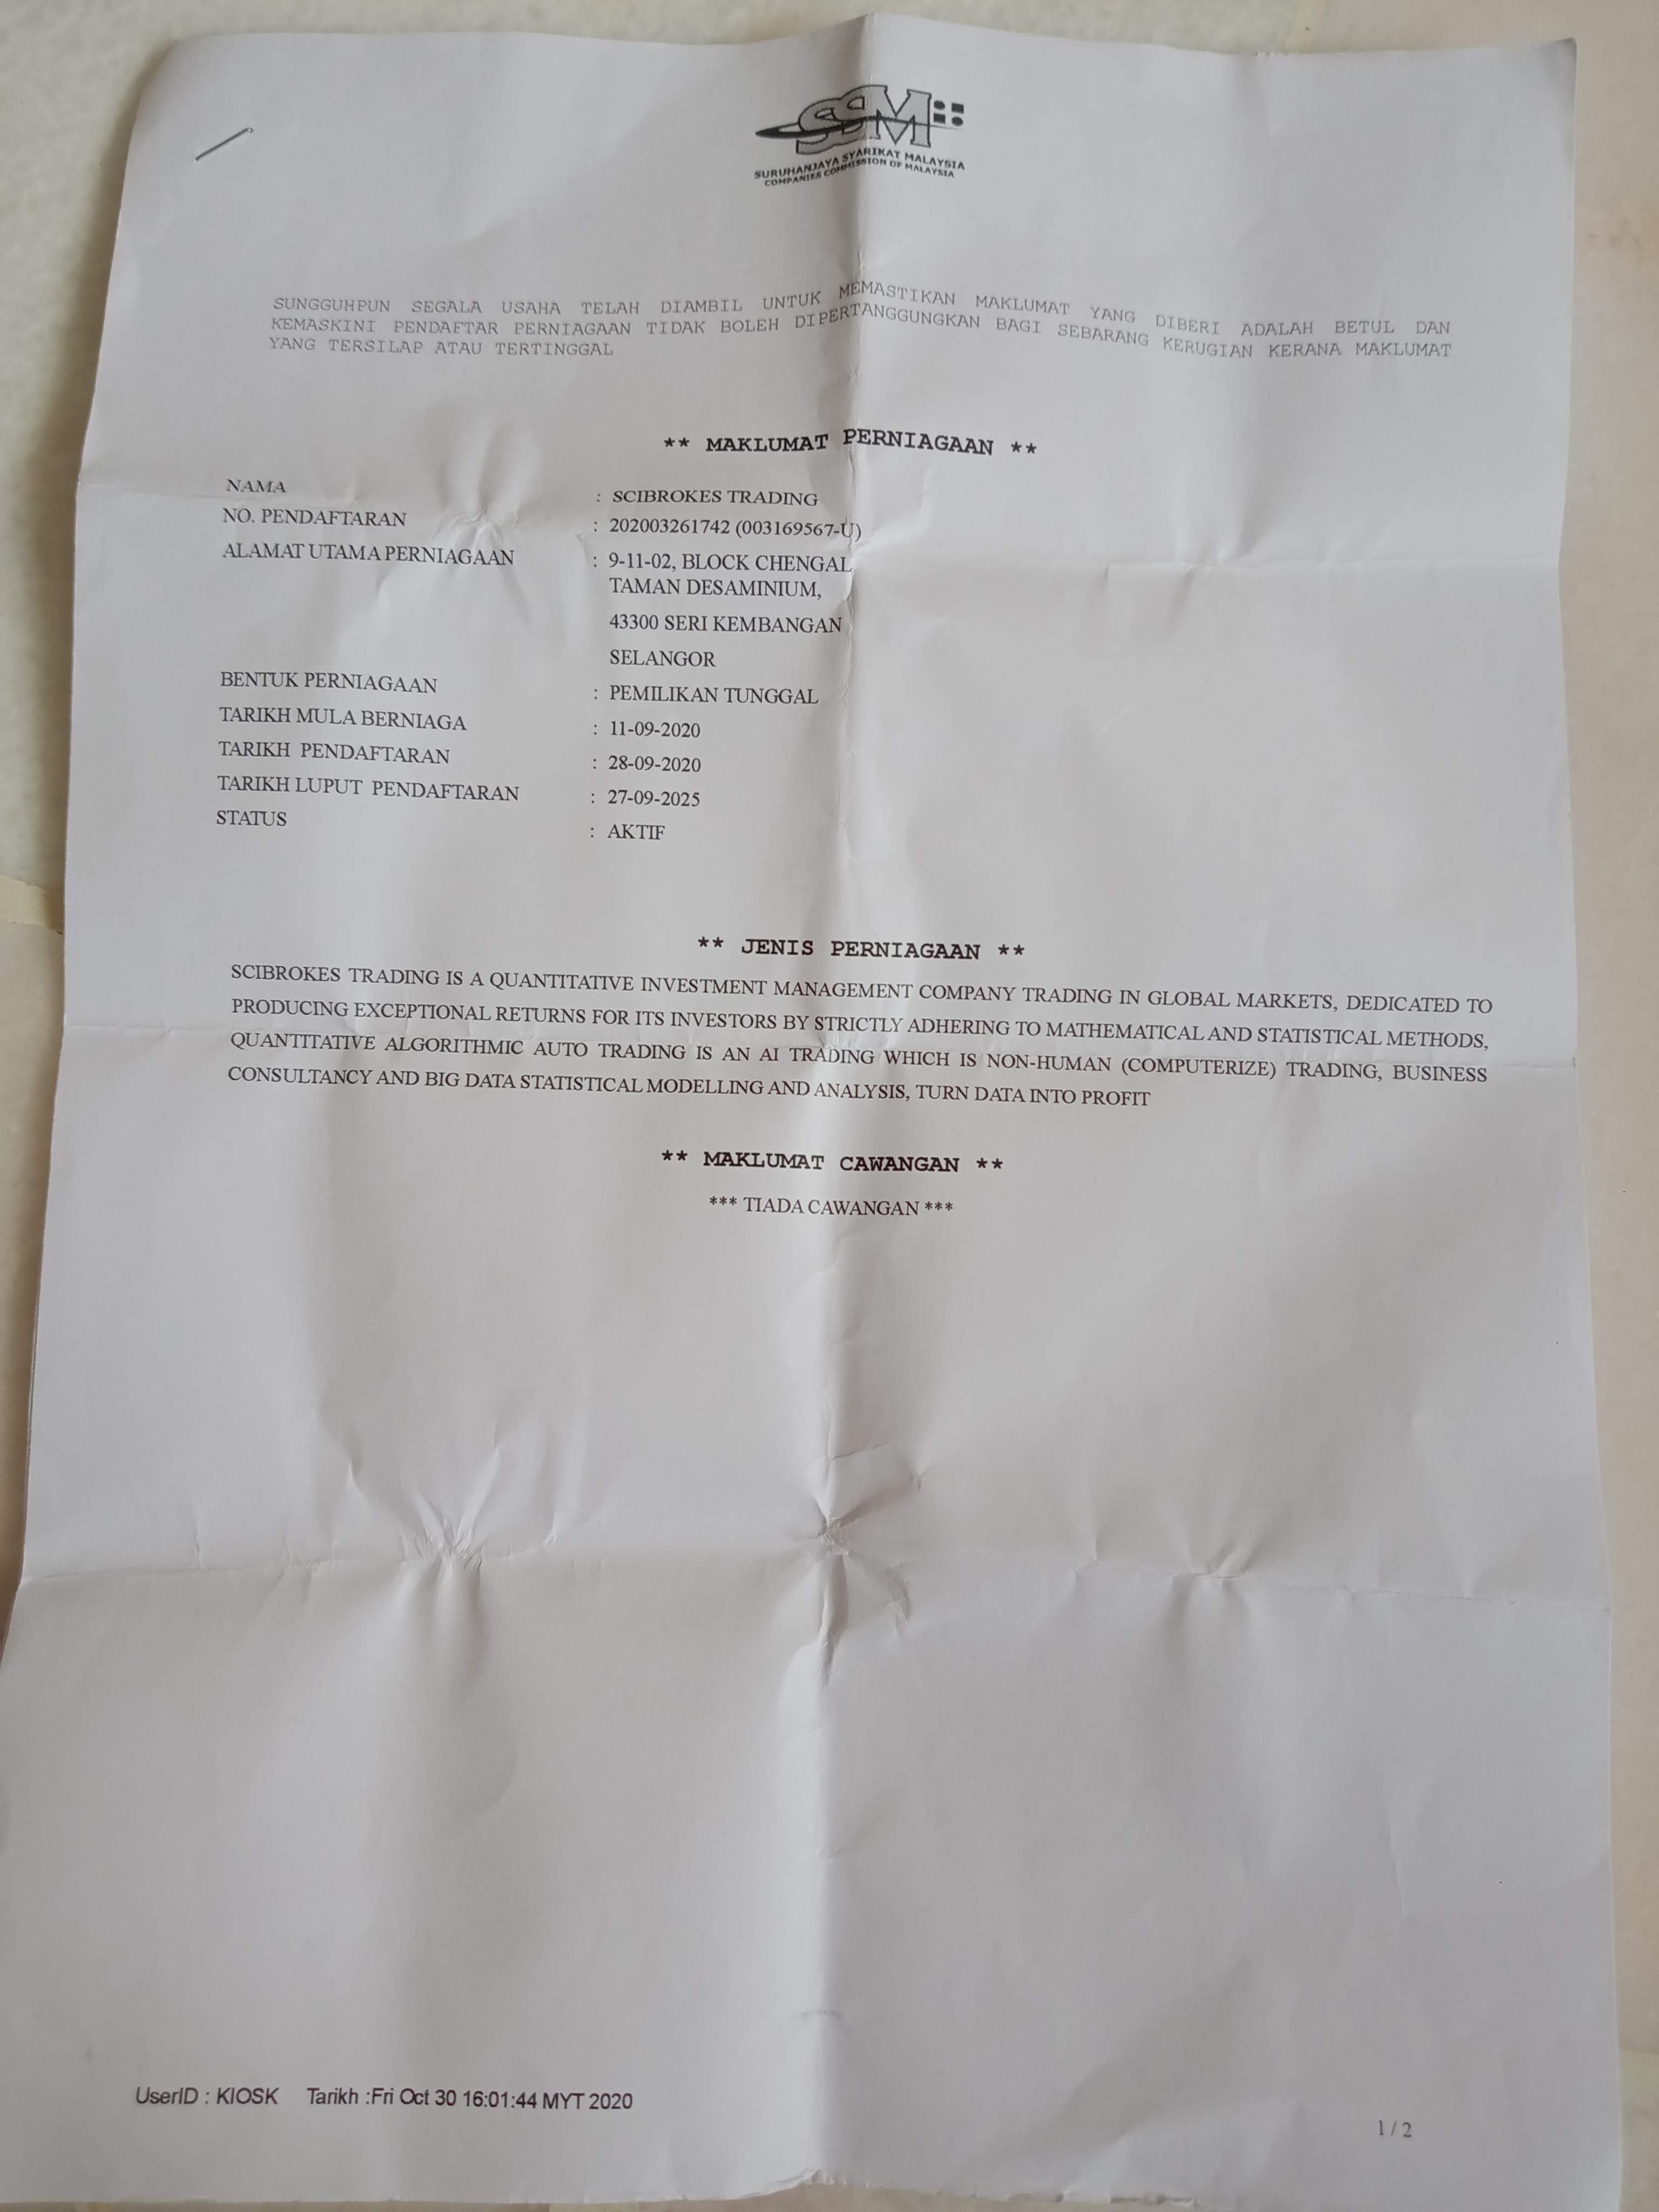 SSM
SURUHANJAYA SYARIKAT MALAYSIA
COMPANIES COMMISSION OF MALAYSIA
SUNGGUHPUN SEGALA USAHA TELAH DIAMBIL UNTUK MEMASTIKAN MAKLUMAT YANG DIBERI ADALAH BETUL DAN
KEMASKINI PENDAFTAR PERNIAGAAN TIDAK BOLEH DIPERTANGGUNGKAN BAGI SEBARANG KERUGIAN KERANA MAKLUMAT
YANG TERSILAP ATAU TERTINGGAL
** MAKLUMAT PERNIAGAAN **
NAMA : SCIBROKES TRADING
NO. PENDAFTARAN : 202003261742 (003169567-U)
ALAMAT UTAMA PERNIAGAAN : 9-11-02, BLOCK CHENGAL
TAMAN DESAMINIUM,
43300 SERI KEMBANGAN
SELANGOR
BENTUK PERNIAGAAN : PEMILIKAN TUNGGAL
TARIKH MULA BERNIAGA : 11-09-2020
TARIKH PENDAFTARAN : 28-09-2020
TARIKH LUPUT PENDAFTARAN : 27-09-2025
STATUS : AKTIF
** JENIS PERNIAGAAN **
SCIBROKES TRADING IS A QUANTITATIVE INVESTMENT MANAGEMENT COMPANY TRADING IN GLOBAL MARKETS, DEDICATED TO
PRODUCING EXCEPTIONAL RETURNS FOR ITS INVESTORS BY STRICTLY ADHERING TO MATHEMATICAL AND STATISTICAL METHODS,
QUANTITATIVE ALGORITHMIC AUTO TRADING IS AN AI TRADING WHICH IS NON-HUMAN (COMPUTERIZE) TRADING, BUSINESS
CONSULTANCY AND BIG DATA STATISTICAL MODELLING AND ANALYSIS, TURN DATA INTO PROFIT
** MAKLUMAT CAWANGAN **
*** TIADA CAWANGAN ***
UserID : KIOSK Tarikh :Fri Oct 30 16:01:44 MYT 2020
1 / 2